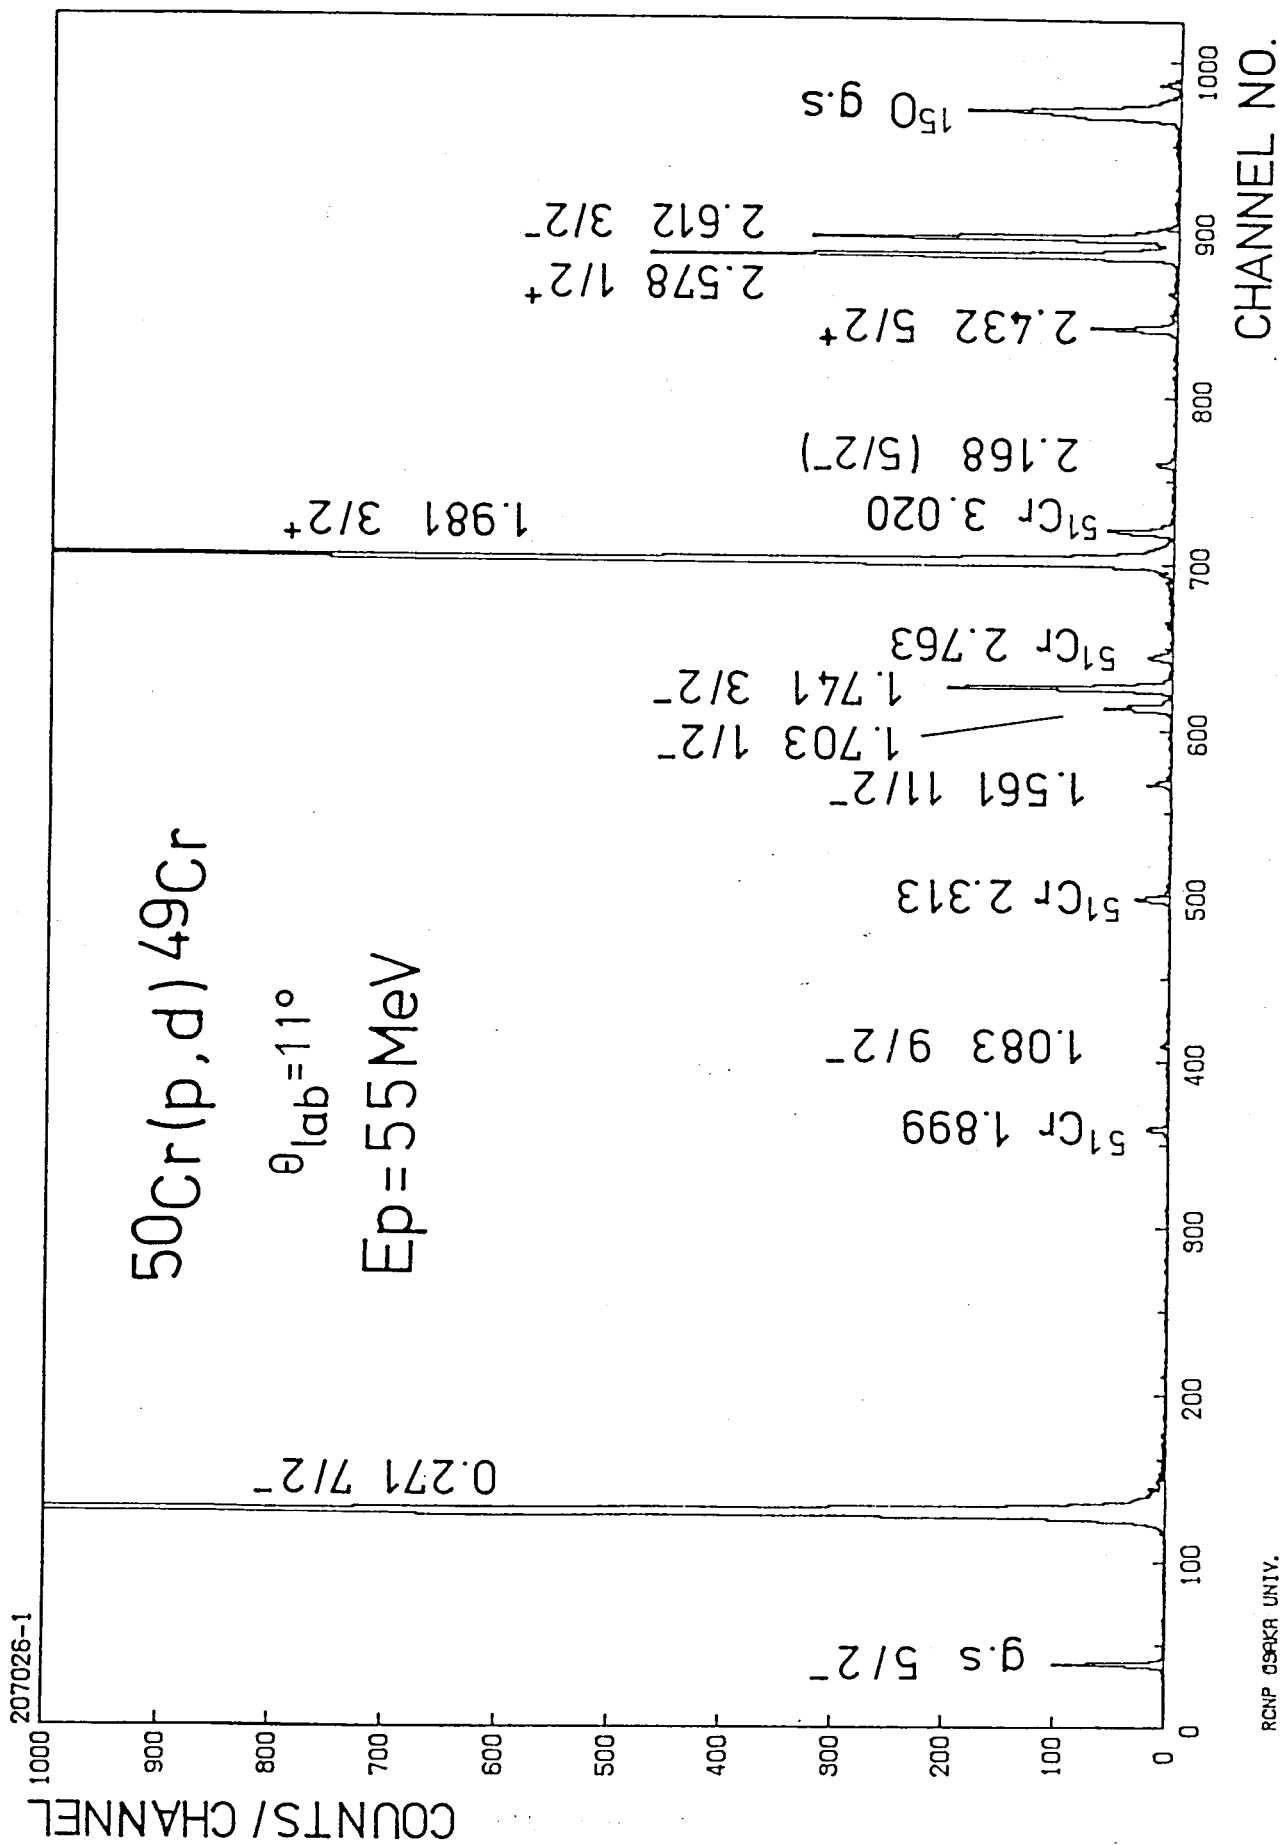 207026-1
COUNTS / CHANNEL
1000
900
800
700
600
500
400
300
200
100
0
⁵⁰Cr(p,d)⁴⁹Cr
θlab=11°
Ep=55MeV
g.s 5/2⁻
0.271 7/2⁻
⁵¹Cr 1.899
1.083 9/2⁻
⁵¹Cr 2.313
1.561 11/2⁻
1.703 1/2⁻
1.741 3/2⁻
⁵¹Cr 2.763
1.981 3/2⁺
⁵¹Cr 3.020
2.168 (5/2⁻)
2.432 5/2⁺
2.578 1/2⁺
2.612 3/2⁻
¹⁵O g.s
0
100
200
300
400
500
600
700
800
900
1000
CHANNEL NO.
RCNP OSAKA UNIV.